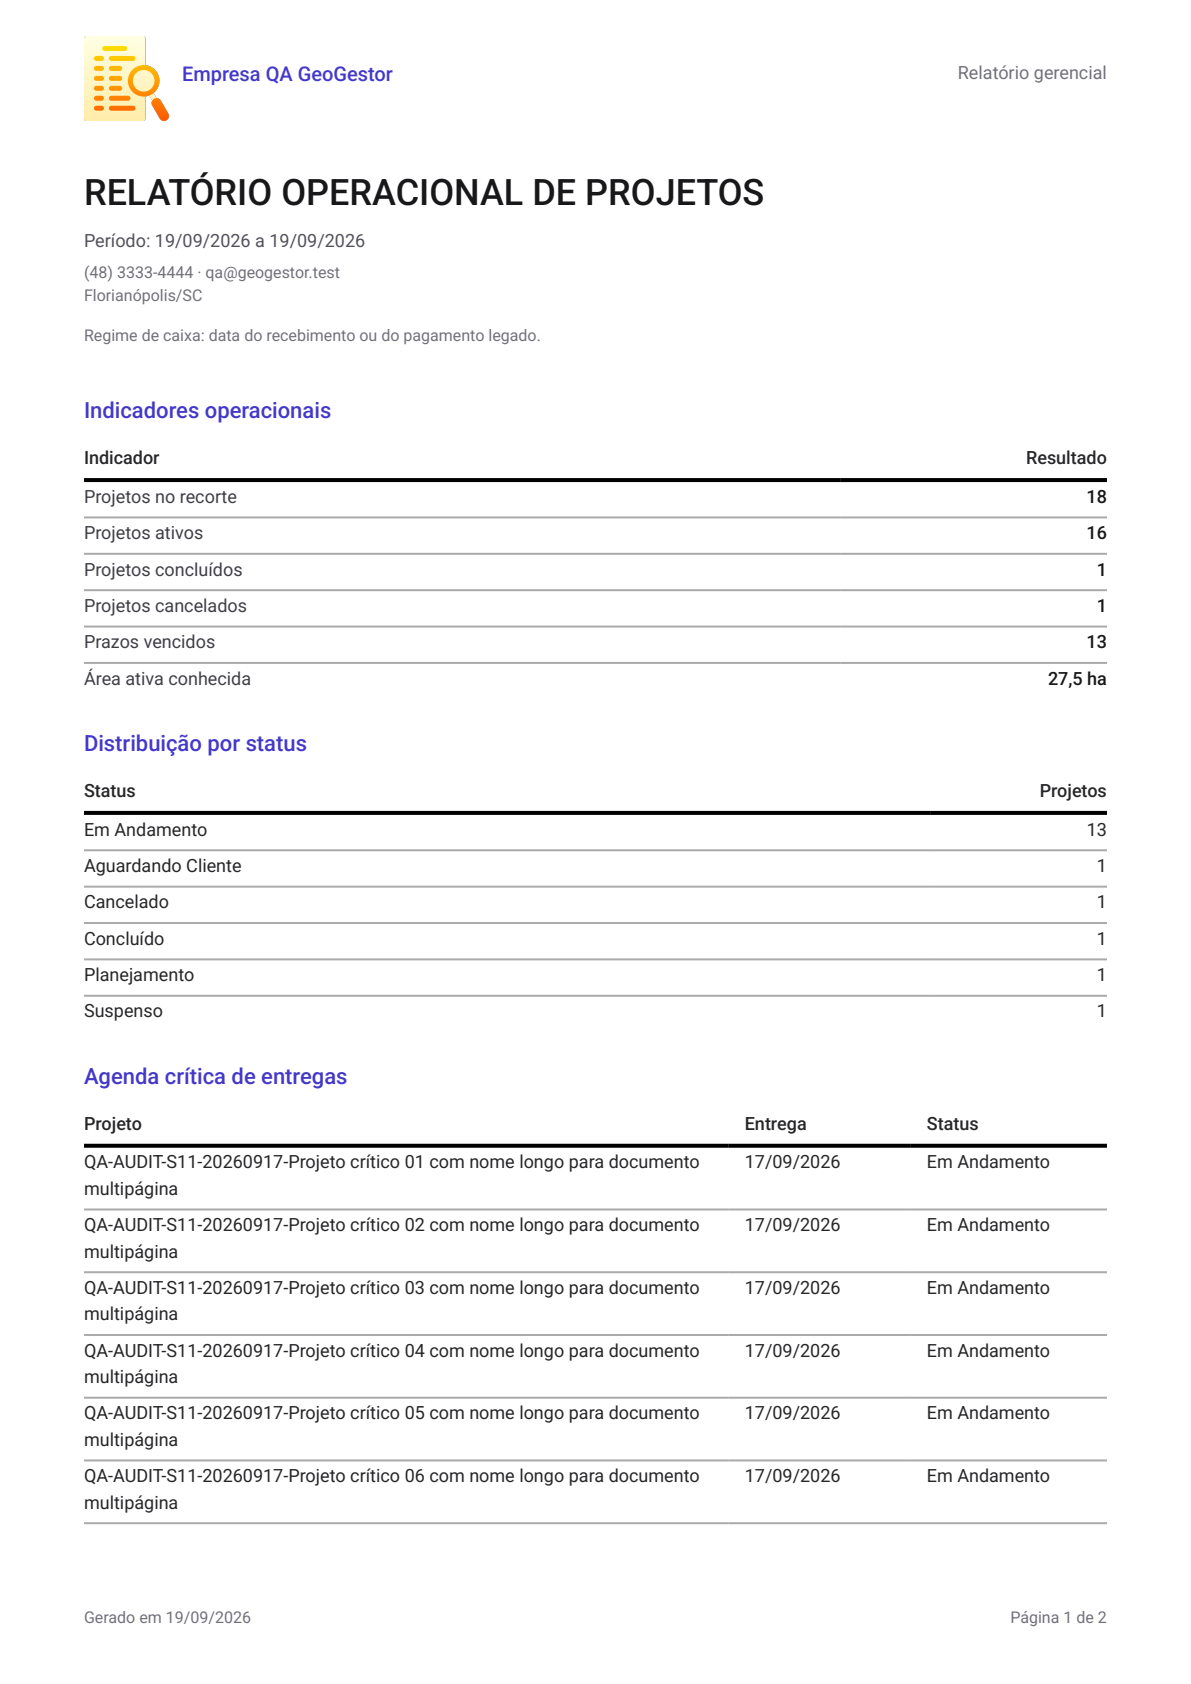 Empresa QA GeoGestor
Relatório gerencial
RELATÓRIO OPERACIONAL DE PROJETOS
Período: 19/09/2026 a 19/09/2026
(48) 3333-4444 · qa@geogestor.test
Florianópolis/SC
Regime de caixa: data do recebimento ou do pagamento legado.
Indicadores operacionais
Indicador Resultado
Projetos no recorte 18
Projetos ativos 16
Projetos concluídos 1
Projetos cancelados 1
Prazos vencidos 13
Área ativa conhecida 27,5 ha
Distribuição por status
Status Projetos
Em Andamento 13
Aguardando Cliente 1
Cancelado 1
Concluído 1
Planejamento 1
Suspenso 1
Agenda crítica de entregas
Projeto Entrega Status
QA-AUDIT-S11-20260917-Projeto crítico 01 com nome longo para documento 17/09/2026 Em Andamento
multipágina
QA-AUDIT-S11-20260917-Projeto crítico 02 com nome longo para documento 17/09/2026 Em Andamento
multipágina
QA-AUDIT-S11-20260917-Projeto crítico 03 com nome longo para documento 17/09/2026 Em Andamento
multipágina
QA-AUDIT-S11-20260917-Projeto crítico 04 com nome longo para documento 17/09/2026 Em Andamento
multipágina
QA-AUDIT-S11-20260917-Projeto crítico 05 com nome longo para documento 17/09/2026 Em Andamento
multipágina
QA-AUDIT-S11-20260917-Projeto crítico 06 com nome longo para documento 17/09/2026 Em Andamento
multipágina
Gerado em 19/09/2026 Página 1 de 2